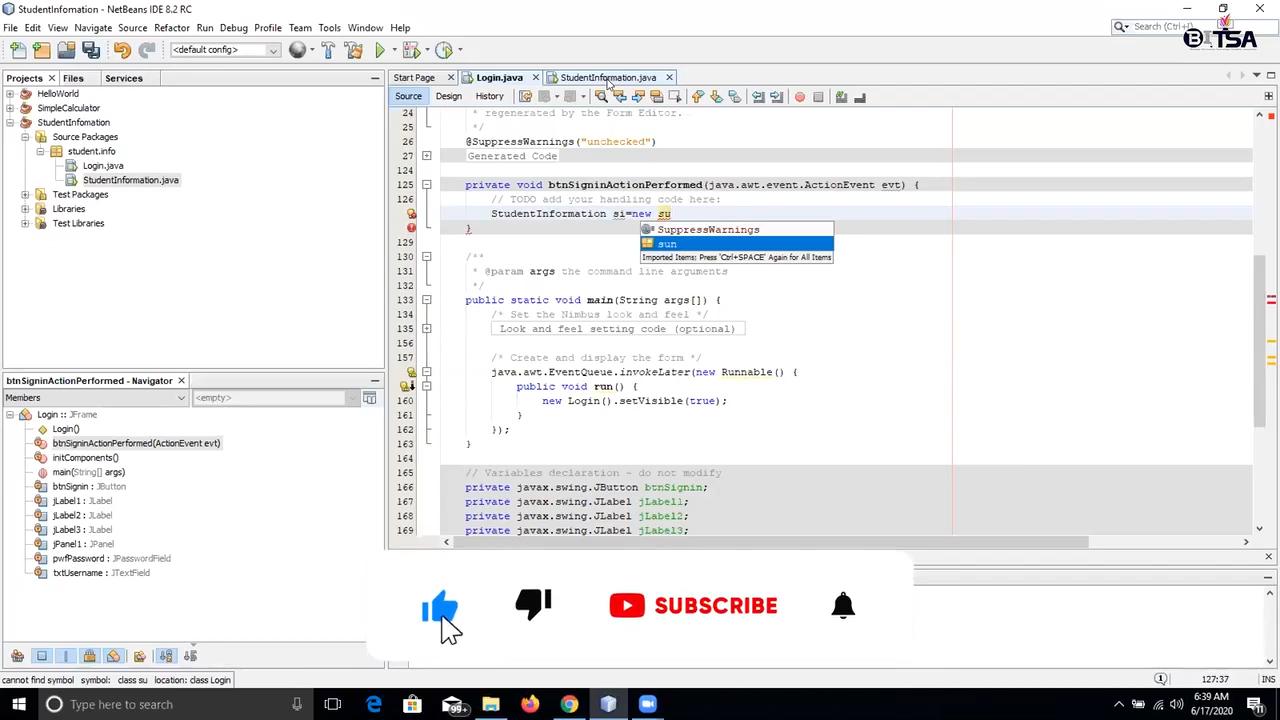 StudentInfomation - NetBeans IDE 8.2 RC
File Edit View Navigate Source Refactor Run Debug Profile Team Tools Window Help
Search (Ctrl+I)
<default config>
TSA
Projects Files Services
Start Page Login.java StudentInformation.java
Source Design History
HelloWorld
SimpleCalculator
StudentInfomation
Source Packages
student.info
Login.java
StudentInformation.java
Test Packages
Libraries
Test Libraries
24 * regenerated by the Form Editor.
25 */
26 @SuppressWarnings("unchecked")
27 Generated Code
124
125 private void btnSigninActionPerformed(java.awt.event.ActionEvent evt) {
126 // TODO add your handling code here:
StudentInformation si=new su
}
SuppressWarnings
sun
Imported Items; Press 'Ctrl+SPACE' Again for All Items
129
130 /**
131 * @param args the command line arguments
132 */
133 public static void main(String args[]) {
134 /* Set the Nimbus look and feel */
135 Look and feel setting code (optional)
156
157 /* Create and display the form */
java.awt.EventQueue.invokeLater(new Runnable() {
public void run() {
160 new Login().setVisible(true);
161 }
162 });
163 }
164
165 // Variables declaration - do not modify
166 private javax.swing.JButton btnSignin;
167 private javax.swing.JLabel jLabel1;
168 private javax.swing.JLabel jLabel2;
169 private javax.swing.JLabel jLabel3;
btnSigninActionPerformed - Navigator
Members <empty>
Login :: JFrame
Login()
btnSigninActionPerformed(ActionEvent evt)
initComponents()
main(String[] args)
btnSignin : JButton
jLabel1 : JLabel
jLabel2 : JLabel
jLabel3 : JLabel
jPanel1 : JPanel
pwfPassword : JPasswordField
txtUsername : JTextField
SUBSCRIBE
cannot find symbol symbol: class su location: class Login
1 127:37 INS
Type here to search
99+
6:39 AM
6/17/2020
11